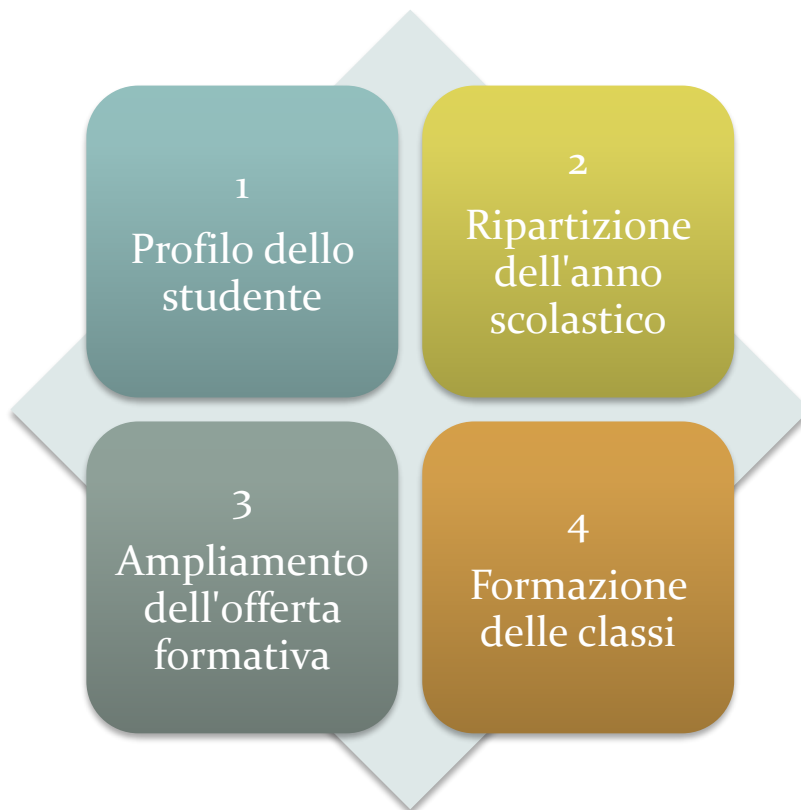 1
Profilo dello
studente
2
Ripartizione
dell'anno
scolastico
3
Ampliamento
dell'offerta
formativa
4
Formazione
delle classi